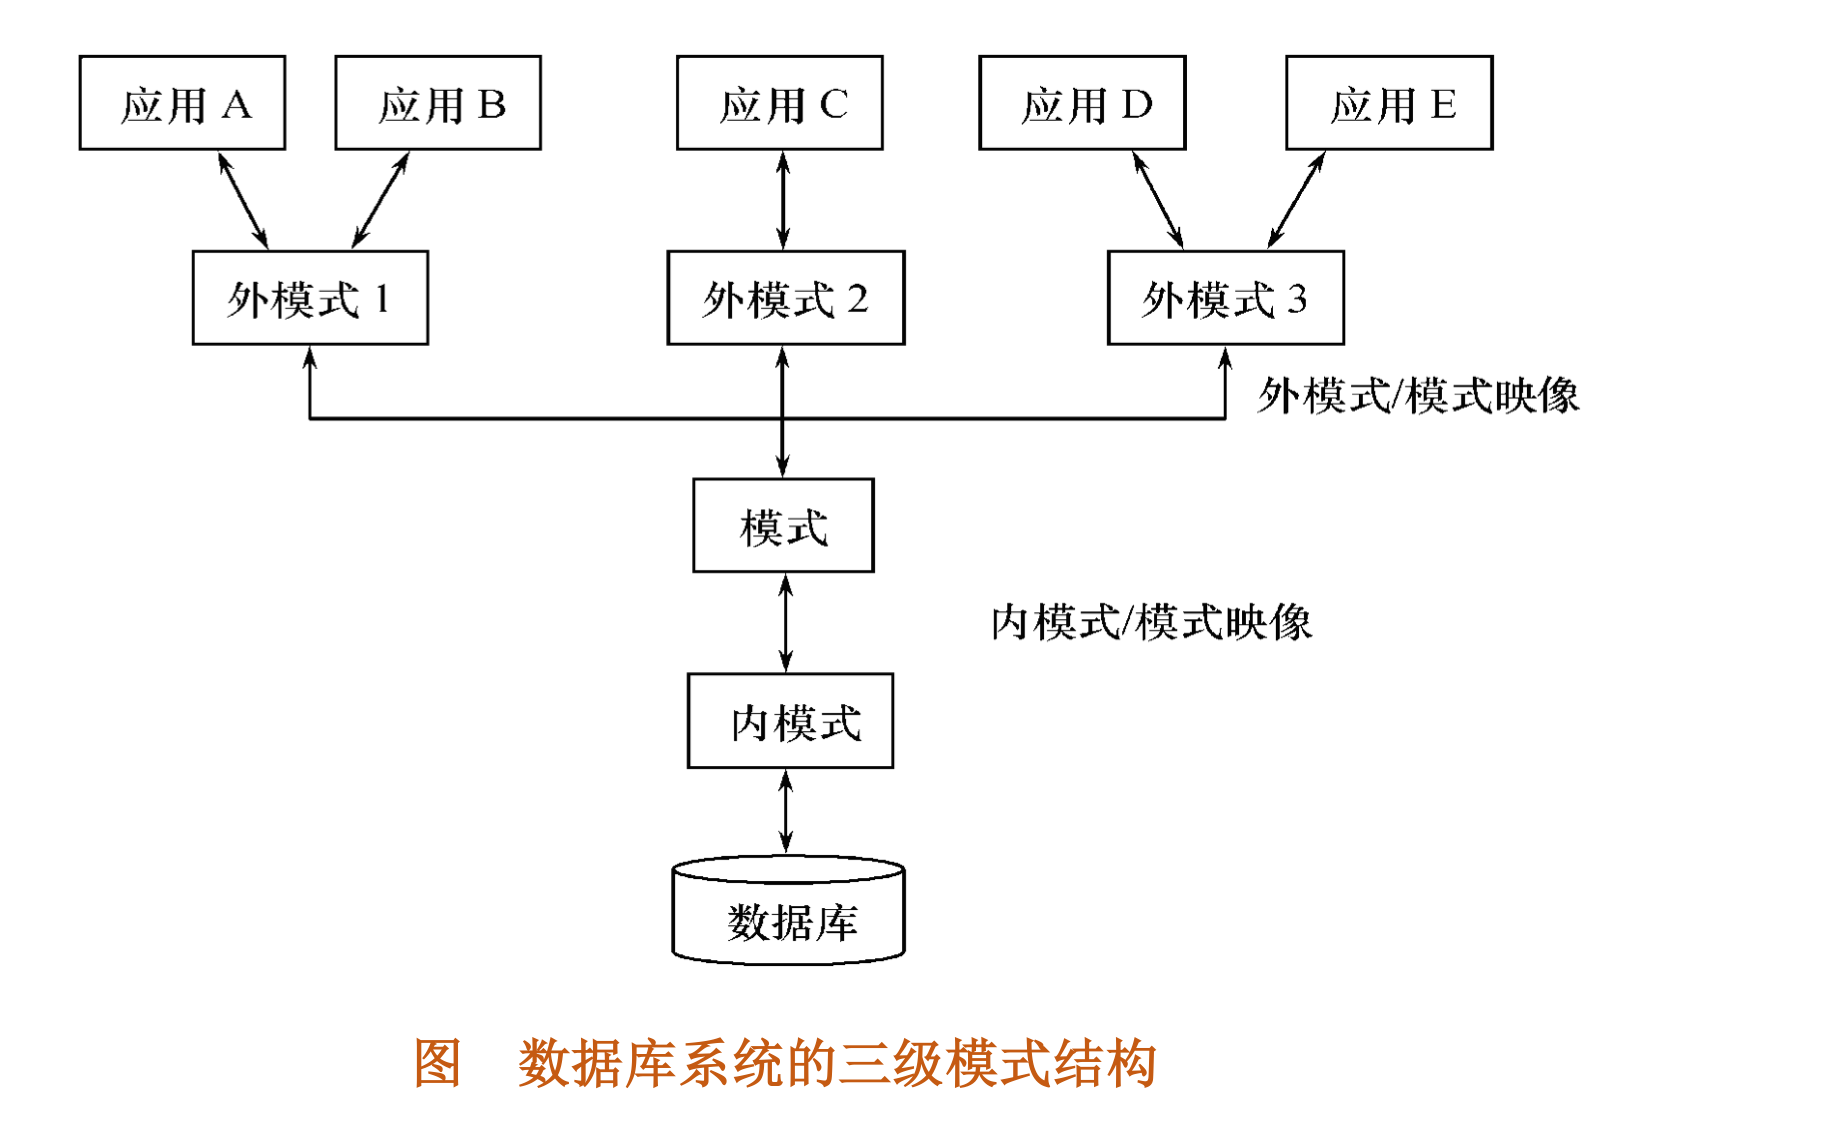 应用 A
应用 B
应用 C
应用 D
应用 E
外模式 1
外模式 2
外模式 3
外模式/模式映像
模式
内模式/模式映像
内模式
数据库
图 数据库系统的三级模式结构